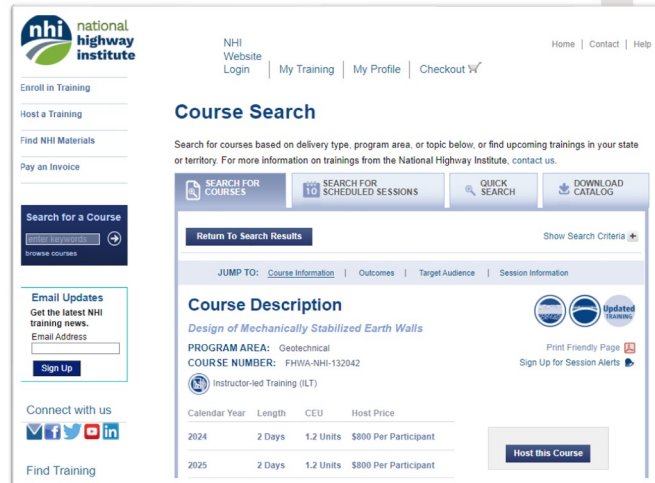 nhi national
highway
institute
NHI
Website
Login
My Training
My Profile
Checkout
Home | Contact | Help
Enroll in Training
Host a Training
Find NHI Materials
Pay an Invoice
Search for a Course
enter keywords
browse courses
Email Updates
Get the latest NHI
training news.
Email Address
Sign Up
Connect with us
f
in
Find Training
Course Search
Search for courses based on delivery type, program area, or topic below, or find upcoming trainings in your state
or territory. For more information on trainings from the National Highway Institute, contact us.
SEARCH FOR
COURSES
10
SEARCH FOR
SCHEDULED SESSIONS
QUICK
SEARCH
DOWNLOAD
CATALOG
Return To Search Results
Show Search Criteria +
JUMP TO: Course Information | Outcomes | Target Audience | Session Information
Course Description
Updated
TRAINING
Design of Mechanically Stabilized Earth Walls
PROGRAM AREA: Geotechnical
Print Friendly Page
COURSE NUMBER: FHWA-NHI-132042
Sign Up for Session Alerts
Instructor-led Training (ILT)
Calendar Year Length CEU Host Price
2024 2 Days 1.2 Units $800 Per Participant
2025 2 Days 1.2 Units $800 Per Participant
Host this Course